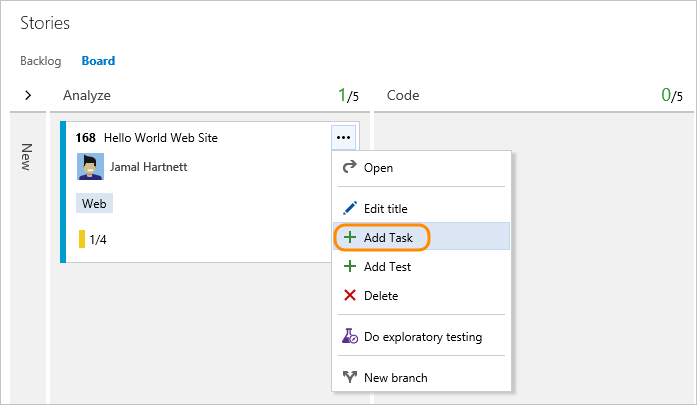 Stories
Backlog Board
Analyze 1/5 Code 0/5
New
168 Hello World Web Site
Jamal Hartnett
Web
1/4
Open
Edit title
Add Task
Add Test
Delete
Do exploratory testing
New branch